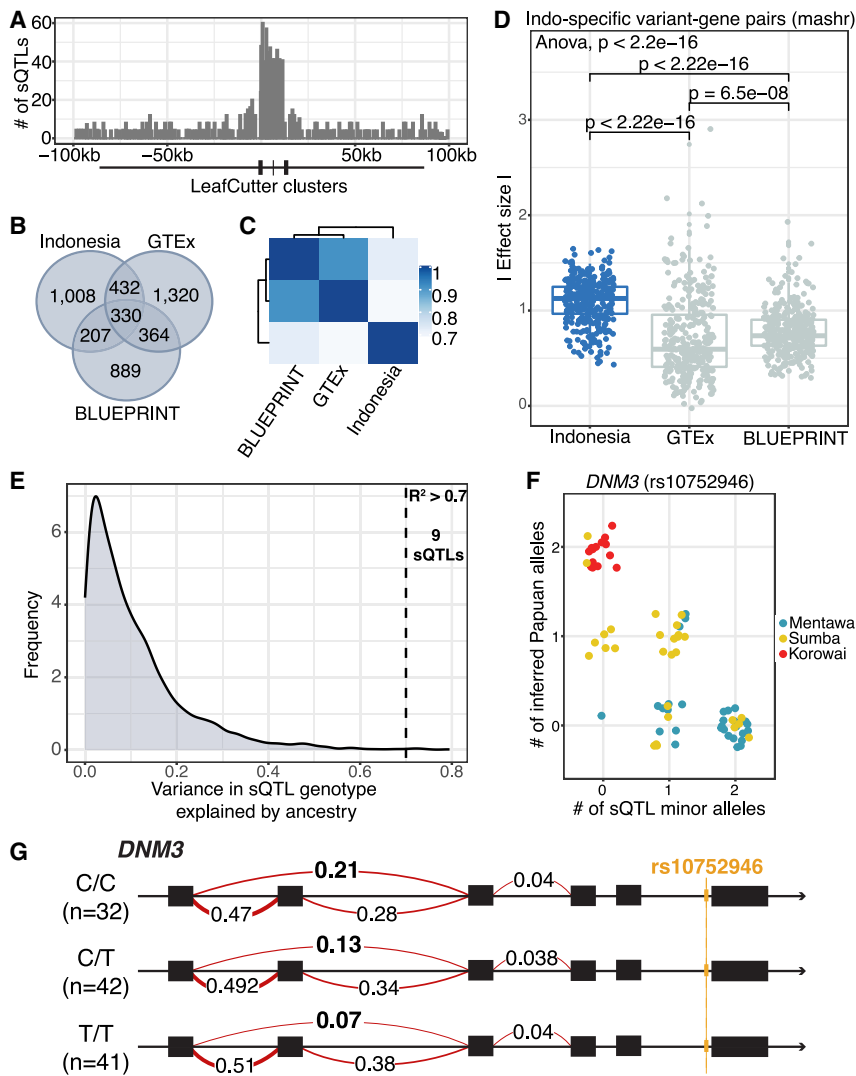 A
# of sQTLs
60
40
20
0
−100kb
−50kb
50kb
100kb
LeafCutter clusters
B
Indonesia
GTEx
1,008
432
1,320
330
207
364
889
BLUEPRINT
C
1
0.9
0.8
0.7
BLUEPRINT
GTEx
Indonesia
D
Indo-specific variant-gene pairs (mashr)
Anova, p < 2.2e−16
p < 2.22e−16
p = 6.5e−08
p < 2.22e−16
| Effect size |
3
2
1
0
Indonesia
GTEx
BLUEPRINT
E
R² > 0.7
9
sQTLs
Frequency
6
4
2
0
0.0
0.2
0.4
0.6
0.8
Variance in sQTL genotype
explained by ancestry
F
DNM3 (rs10752946)
# of inferred Papuan alleles
2
1
0
0
1
2
# of sQTL minor alleles
Mentawa
Sumba
Korowai
G
DNM3
rs10752946
C/C
(n=32)
0.21
0.04
0.47
0.28
C/T
(n=42)
0.13
0.038
0.492
0.34
T/T
(n=41)
0.07
0.04
0.51
0.38